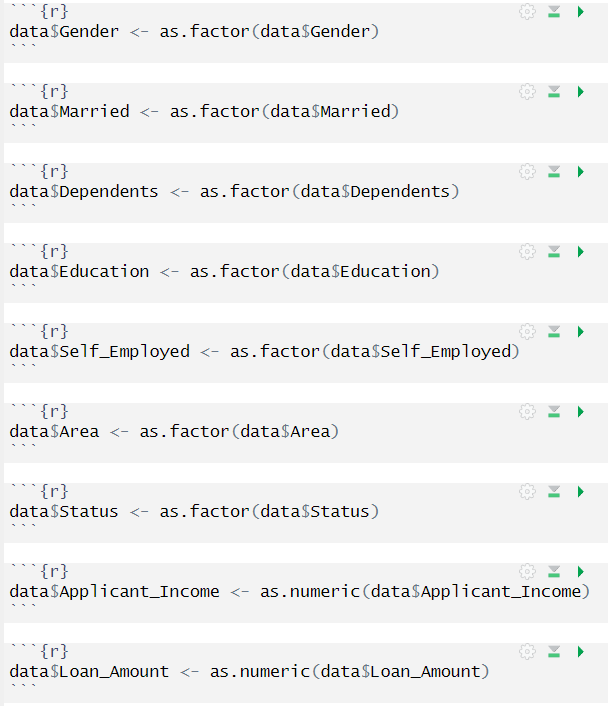 ```{r}
data$Gender <- as.factor(data$Gender)
```
```{r}
data$Married <- as.factor(data$Married)
```
```{r}
data$Dependents <- as.factor(data$Dependents)
```
```{r}
data$Education <- as.factor(data$Education)
```
```{r}
data$Self_Employed <- as.factor(data$Self_Employed)
```
```{r}
data$Area <- as.factor(data$Area)
```
```{r}
data$Status <- as.factor(data$Status)
```
```{r}
data$Applicant_Income <- as.numeric(data$Applicant_Income)
```
```{r}
data$Loan_Amount <- as.numeric(data$Loan_Amount)
```